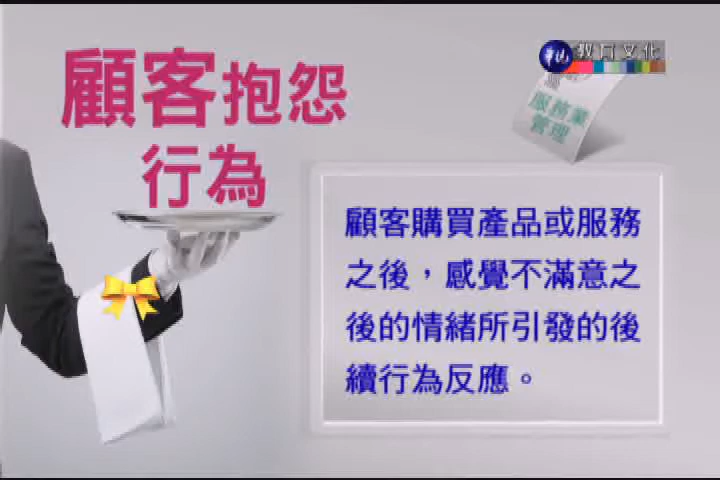 顧客抱怨
行為
華視
教育文化
服務業
管理
顧客購買產品或服務
之後，感覺不滿意之
後的情緒所引發的後
續行為反應。